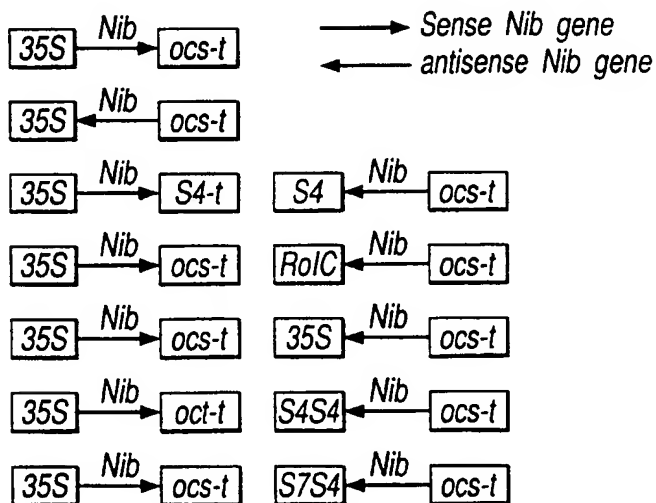 35S Nib ocs-t Sense Nib gene
antisense Nib gene
35S Nib ocs-t
35S Nib S4-t S4 Nib ocs-t
35S Nib ocs-t RolC Nib ocs-t
35S Nib ocs-t 35S Nib ocs-t
35S Nib oct-t S4S4 Nib ocs-t
35S Nib ocs-t S7S4 Nib ocs-t